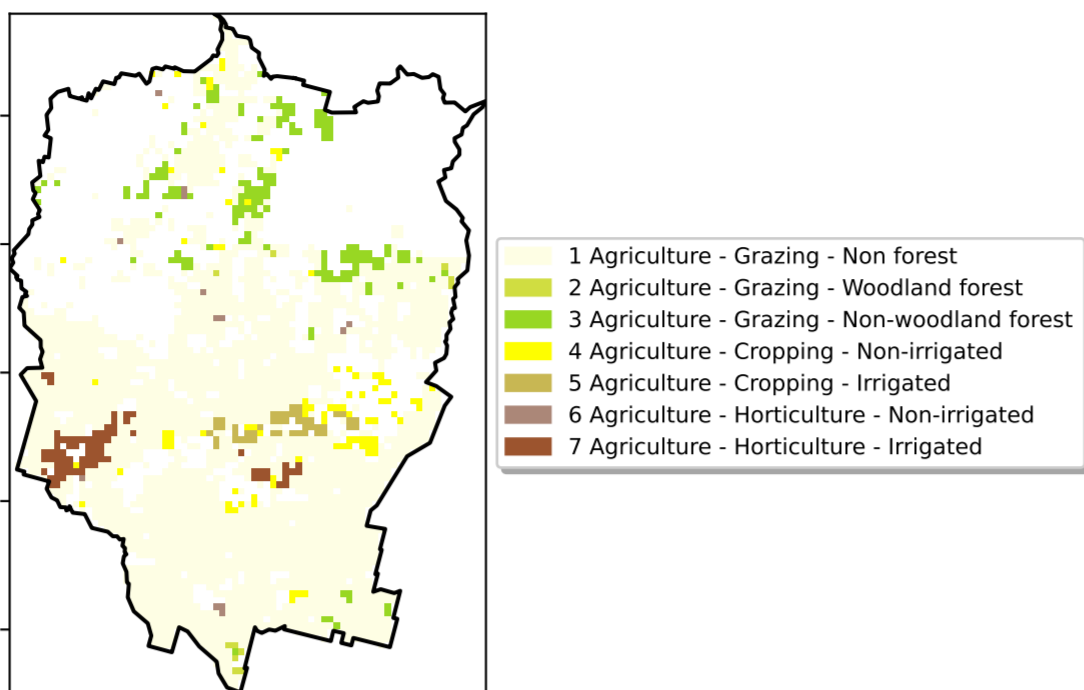 1 Agriculture - Grazing - Non forest
2 Agriculture - Grazing - Woodland forest
3 Agriculture - Grazing - Non-woodland forest
4 Agriculture - Cropping - Non-irrigated
5 Agriculture - Cropping - Irrigated
6 Agriculture - Horticulture - Non-irrigated
7 Agriculture - Horticulture - Irrigated